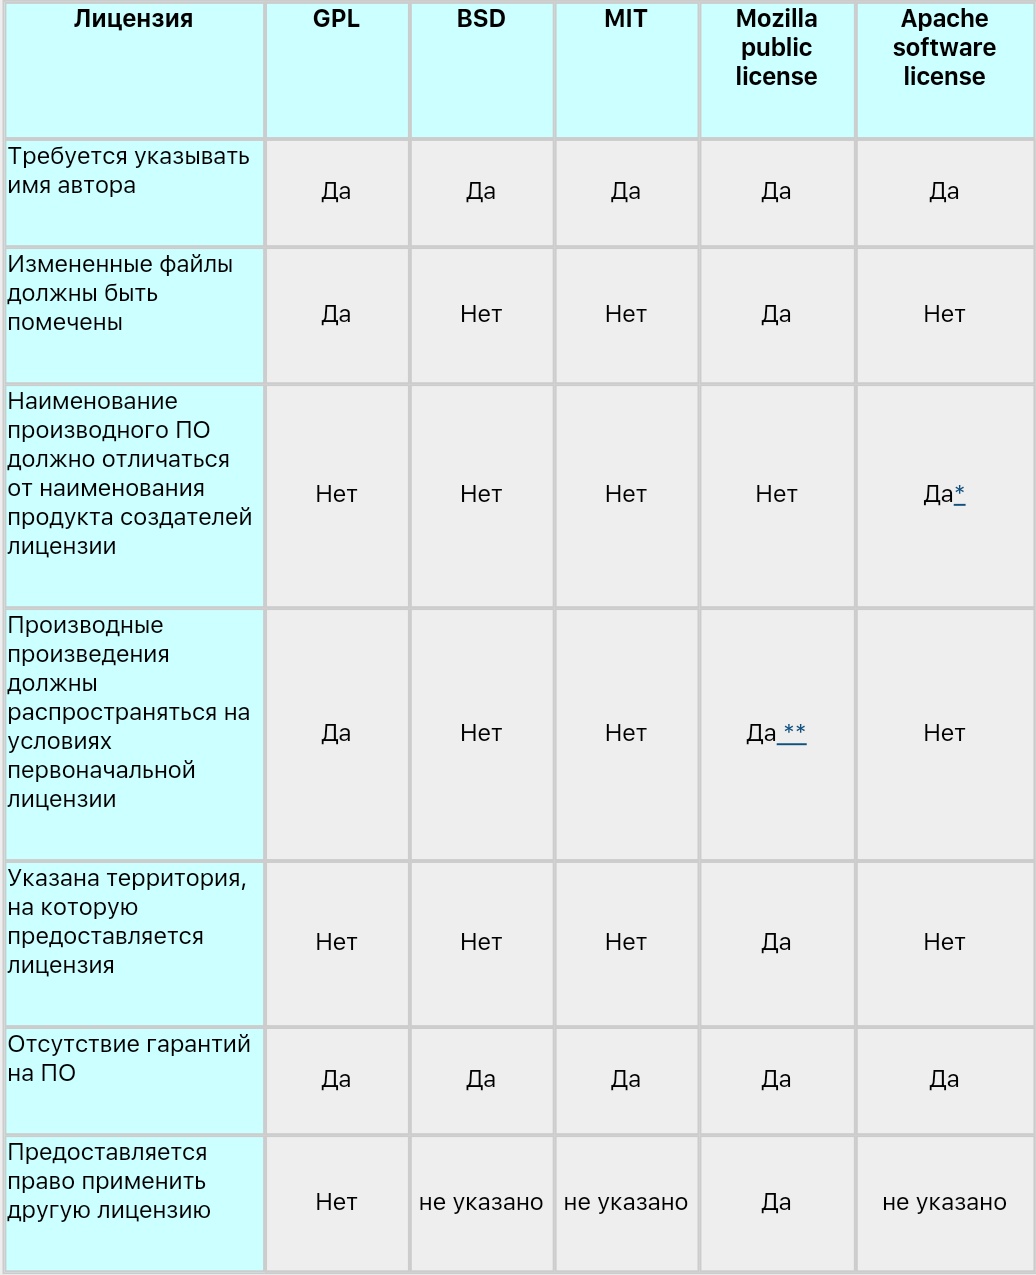 Лицензия GPL BSD MIT Mozilla public license Apache software license
Требуется указывать
имя автора
Да Да Да Да Да
Измененные файлы
должны быть
помечены
Да Нет Нет Да Нет
Наименование
производного ПО
должно отличаться
от наименования
продукта создателей
лицензии
Нет Нет Нет Нет Да*
Производные
произведения
должны
распространяться на
условиях
первоначальной
лицензии
Да Нет Нет Да ** Нет
Указана территория,
на которую
предоставляется
лицензия
Нет Нет Нет Да Нет
Отсутствие гарантий
на ПО
Да Да Да Да Да
Предоставляется
право применить
другую лицензию
Нет не указано не указано Да не указано